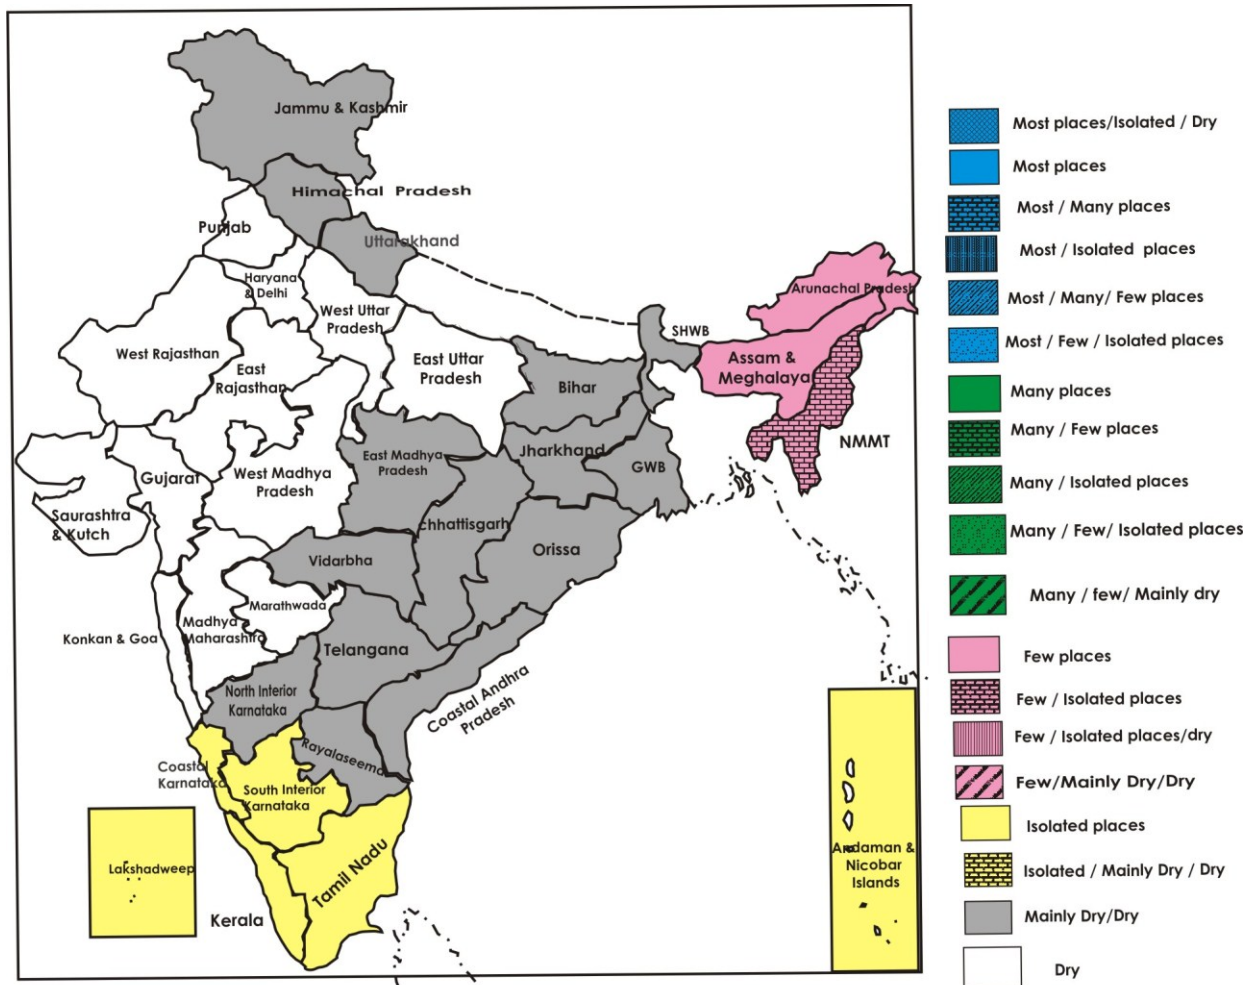 Jammu & Kashmir
Himachal Pradesh
Punjab
Uttarakhand
Haryana
& Delhi
West Uttar
Pradesh
Arunachal Pradesh
SHWB
West Rajasthan
East
Rajasthan
East Uttar
Pradesh
Bihar
Assam &
Meghalaya
NMMT
Gujarat
West Madhya
Pradesh
East Madhya
Pradesh
Jharkhand
GWB
Saurashtra
& Kutch
Chhattisgarh
Orissa
Vidarbha
Marathwada
Konkan & Goa
Madhya
Maharashtra
Telangana
North Interior
Karnataka
Coastal Andhra
Pradesh
Rayalaseema
Coastal
Karnataka
South Interior
Karnataka
Lakshadweep
Kerala
Tamil Nadu
Andaman &
Nicobar
Islands
Most places/Isolated / Dry
Most places
Most / Many places
Most / Isolated places
Most / Many/ Few places
Most / Few / Isolated places
Many places
Many / Few places
Many / Isolated places
Many / Few/ Isolated places
Many / few/ Mainly dry
Few places
Few / Isolated places
Few / Isolated places/dry
Few/Mainly Dry/Dry
Isolated places
Isolated / Mainly Dry / Dry
Mainly Dry/Dry
Dry